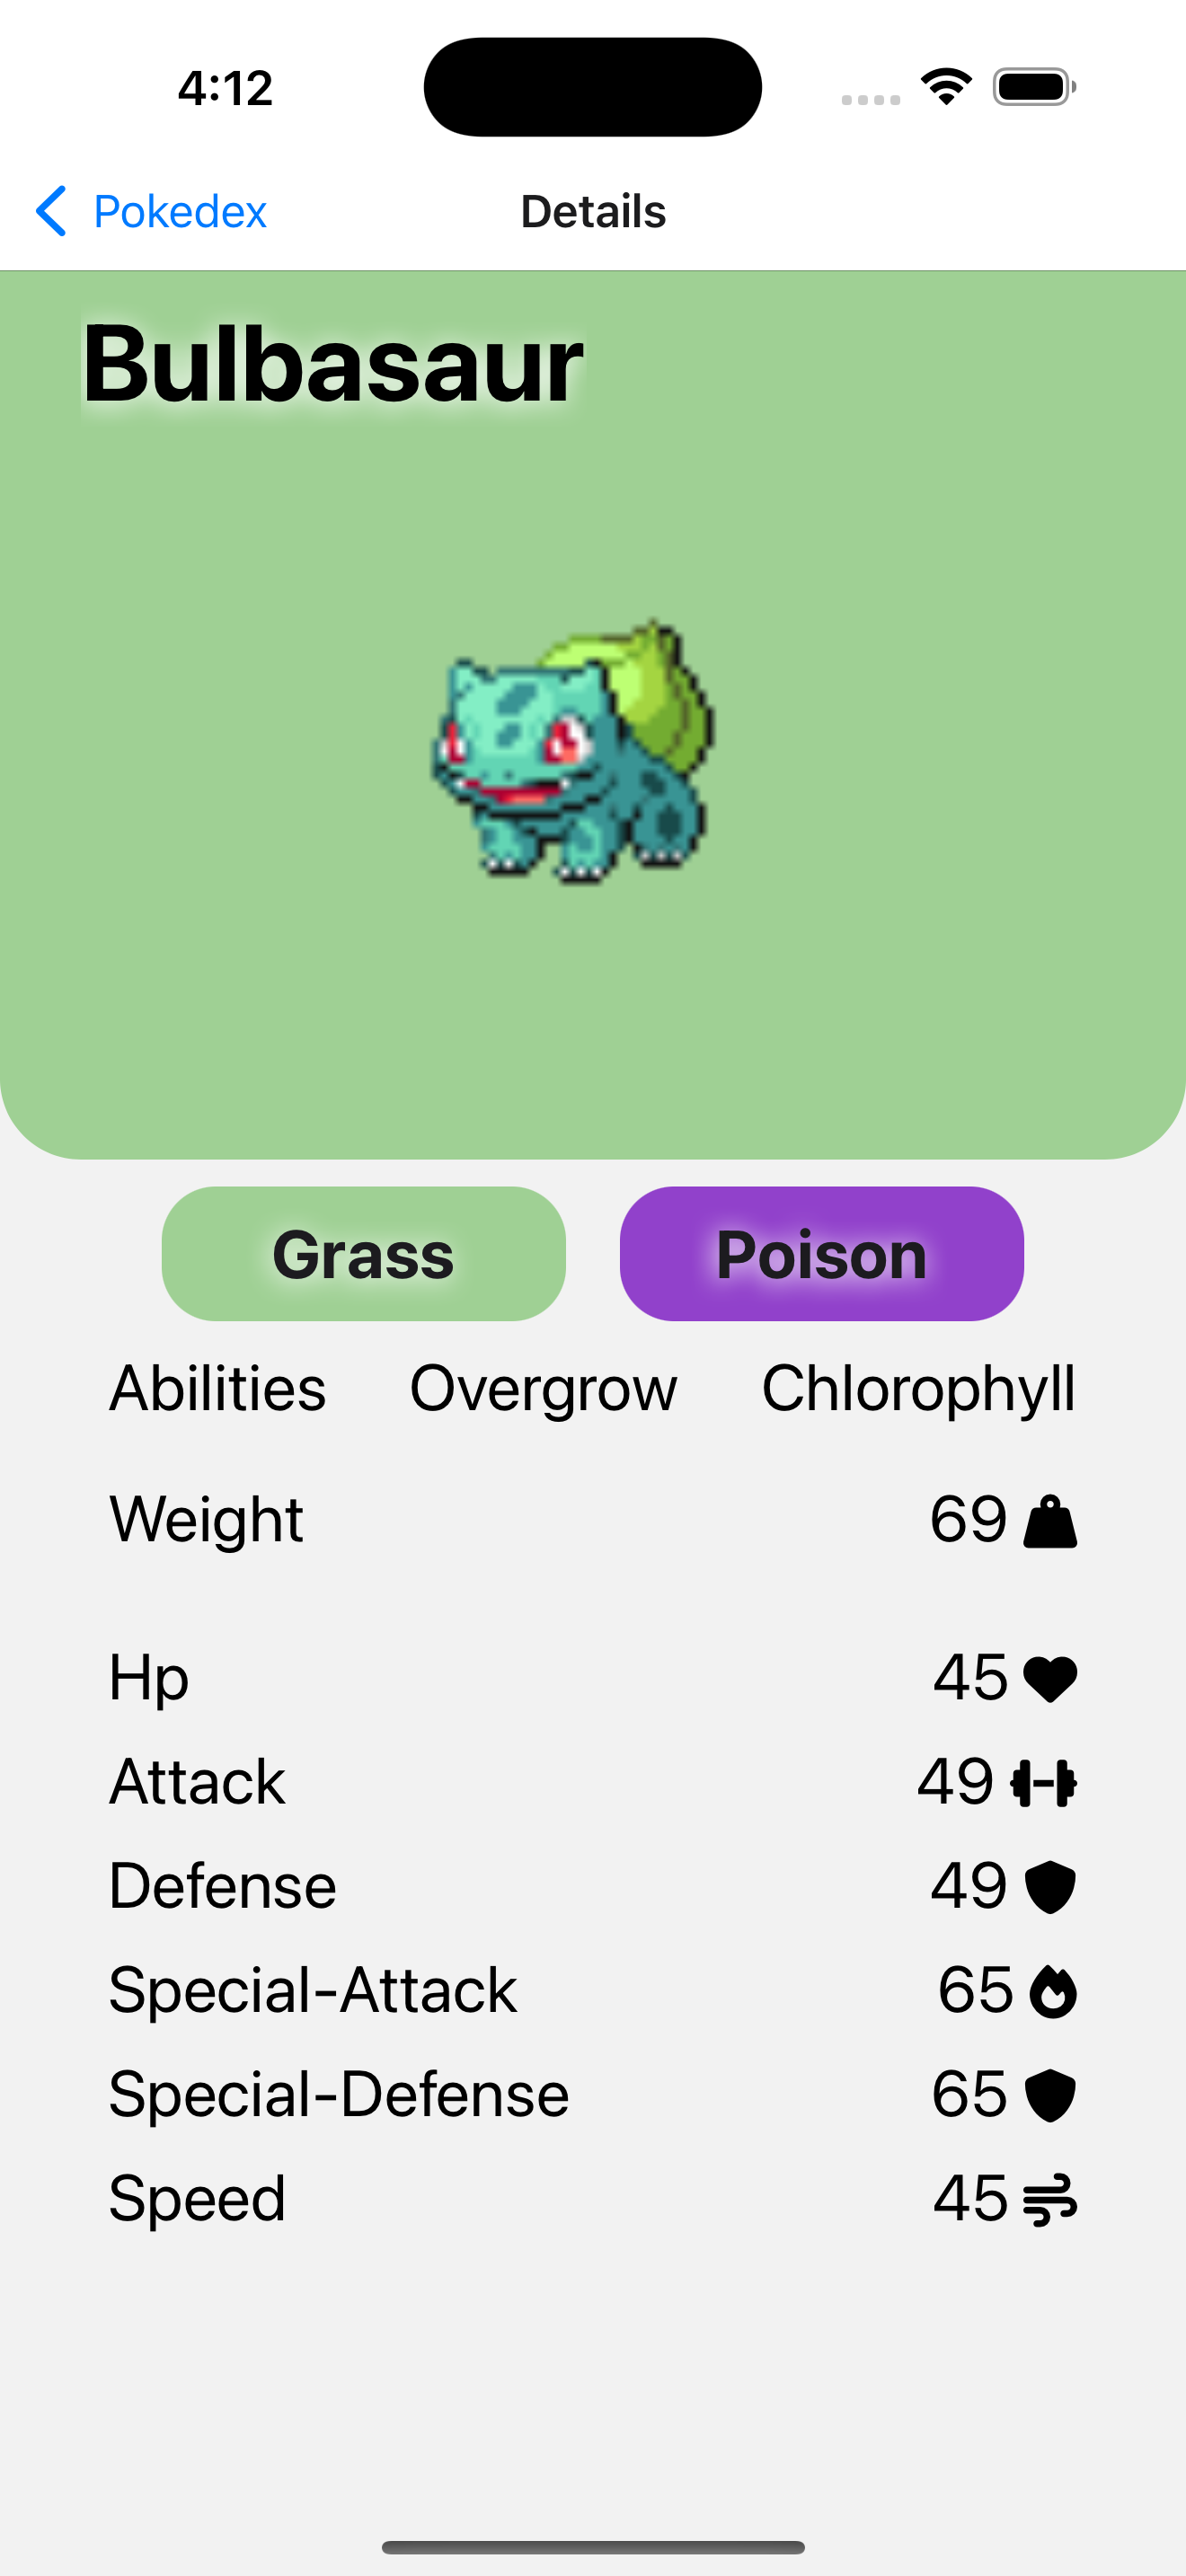 4:12
Pokedex Details
Bulbasaur
Grass Poison
Abilities Overgrow Chlorophyll
Weight 69
Hp 45
Attack 49
Defense 49
Special-Attack 65
Special-Defense 65
Speed 45